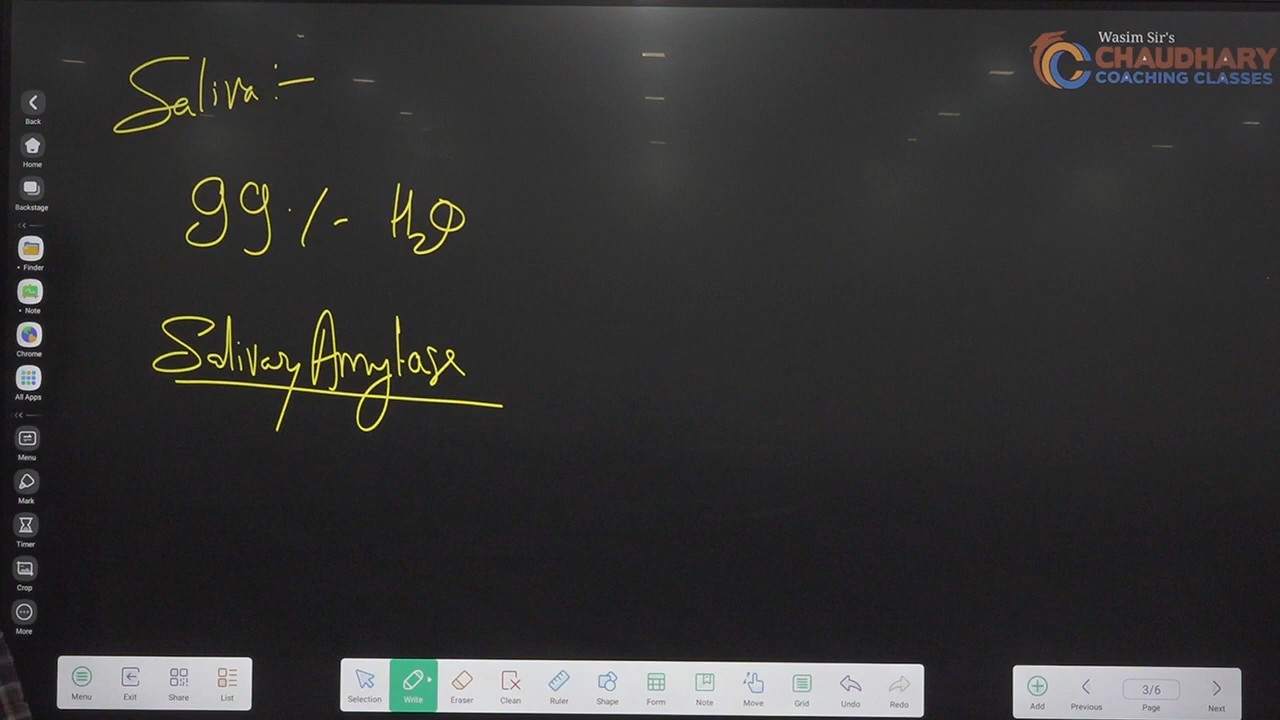 Wasim Sir's
CHAUDHARY
COACHING CLASSES
Saliva :-
99 % - H₂O
Salivary Amylase
Back
Home
Backstage
Finder
Note
Chrome
All Apps
Menu
Mark
Timer
Crop
More
Menu
Exit
Share
List
Selection
Write
Eraser
Clean
Ruler
Shape
Form
Note
Move
Grid
Undo
Redo
Add
Previous
3/6
Page
Next